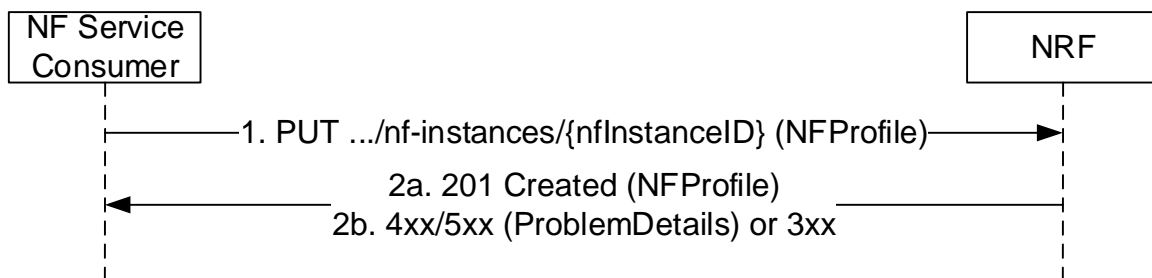 NF Service
Consumer
NRF
1. PUT .../nf-instances/{nfInstanceID} (NFProfile)
2a. 201 Created (NFProfile)
2b. 4xx/5xx (ProblemDetails) or 3xx